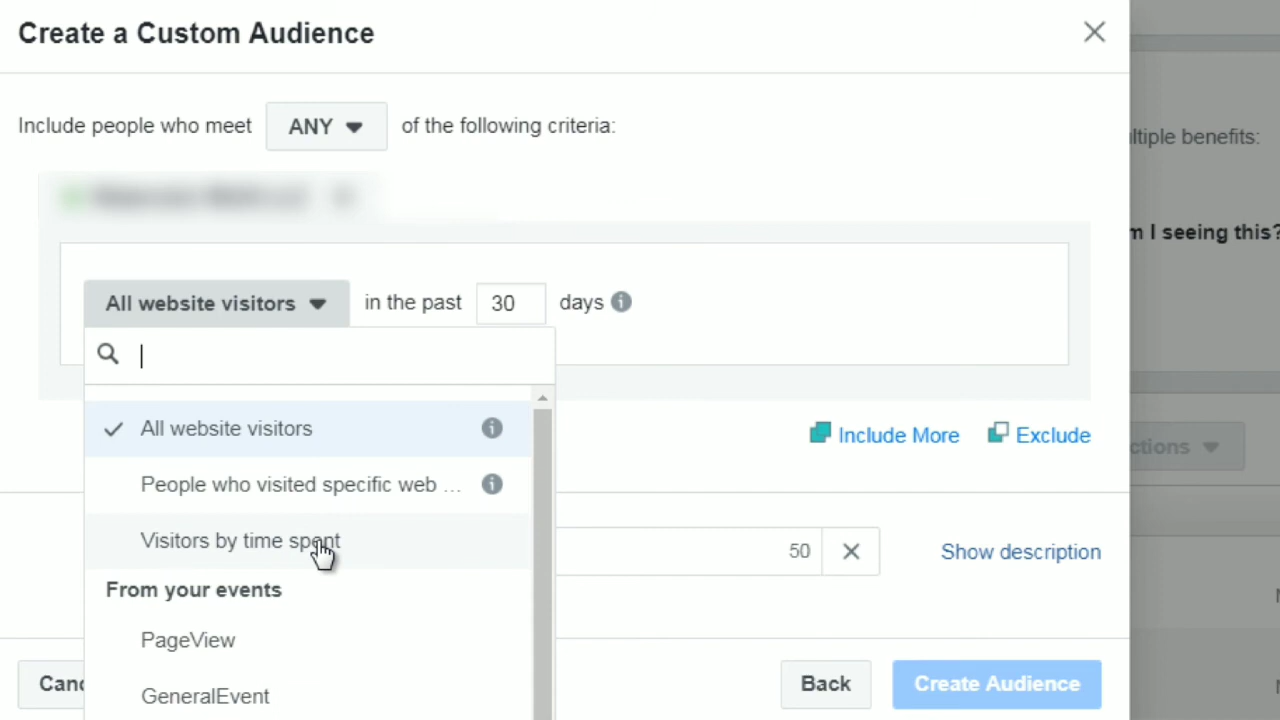 Create a Custom Audience
Include people who meet ANY of the following criteria:
ltiple benefits:
m I seeing this?
All website visitors in the past 30 days
All website visitors
Include More Exclude
ctions
People who visited specific web ...
Visitors by time spent
50
Show description
From your events
PageView
GeneralEvent
Canc
Back
Create Audience